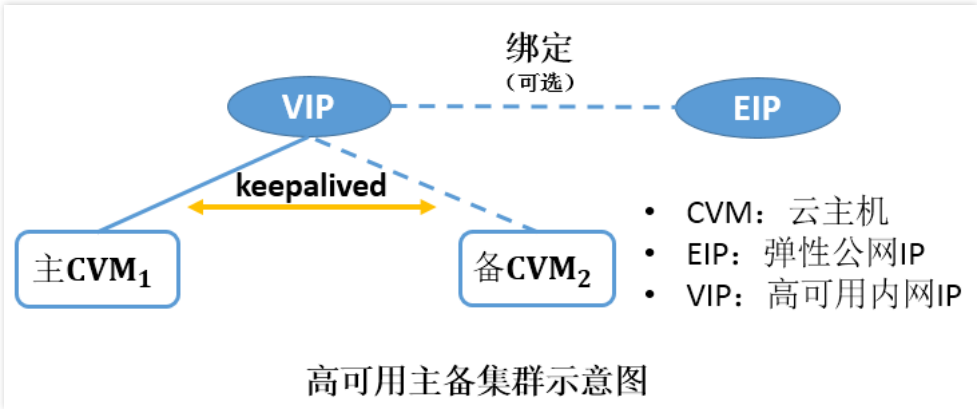 绑定
(可选)
VIP
EIP
keepalived
主CVM₁
备CVM₂
• CVM：云主机
• EIP：弹性公网IP
• VIP：高可用内网IP
高可用主备集群示意图